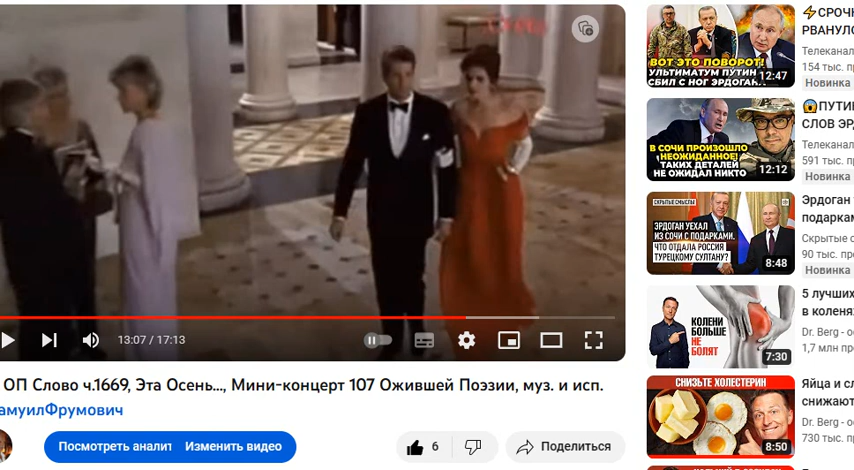 13:07 / 17:13
ОП Слово ч.1669, Эта Осень..., Мини-концерт 107 Ожившей Поэзии, муз. и исп.
амуилФрумович
Посмотреть аналит
Изменить видео
6
Поделиться
ВОТ ЭТО ПОВОРОТ!
УЛЬТИМАТУМ ПУТИН
СБИЛ С НОГ ЭРДОГАН
12:47
⚡СРОЧН
РВАНУЛО
Телеканал
154 тыс. пр
Новинка
В СОЧИ ПРОИЗОШЛО
НЕОЖИДАННОЕ!
ТАКИХ ДЕТАЛЕЙ
НЕ ОЖИДАЛ НИКТО
12:12
😱ПУТИН
СЛОВ ЭРД
Телеканал
591 тыс. пр
Новинка
СКРЫТЫЕ СМЫСЛЫ
ЭРДОГАН УЕХАЛ
ИЗ СОЧИ С ПОДАРКАМИ.
ЧТО ОТДАЛА РОССИЯ
ТУРЕЦКОМУ СУЛТАНУ?
8:48
Эрдоган
подаркам
Скрытые с
90 тыс. про
Новинка
КОЛЕНИ
БОЛЬШЕ
НЕ
БОЛЯТ
7:30
5 лучших
в коленях
Dr. Berg - о
1,7 млн пр
СНИЗЬТЕ ХОЛЕСТЕРИН
8:50
Яйца и сл
снижают
Dr. Berg - о
730 тыс. пр